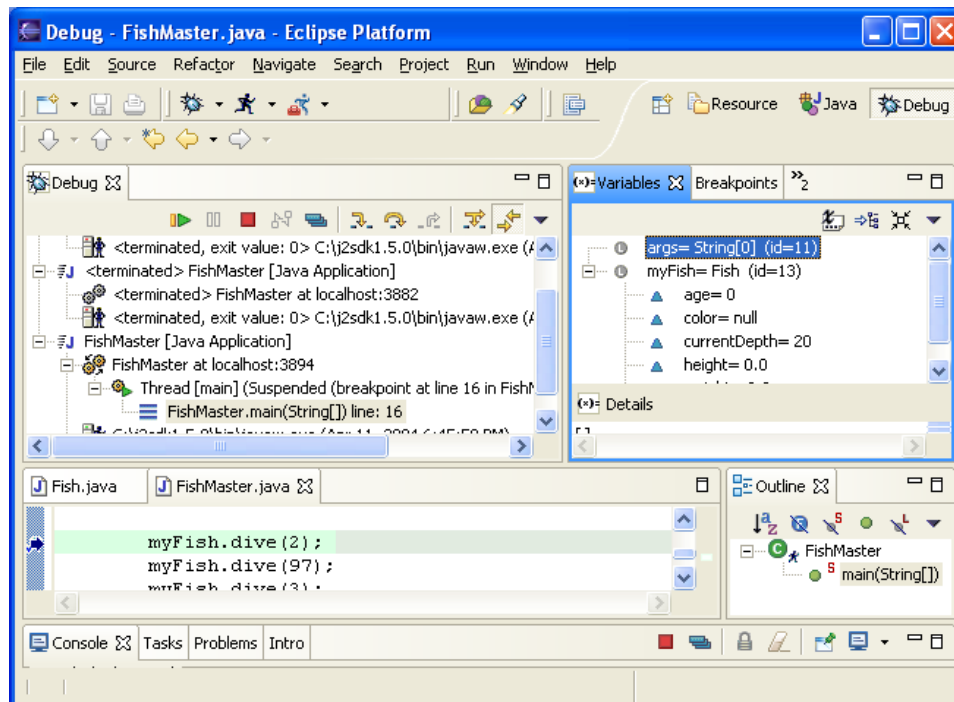 Debug - FishMaster.java - Eclipse Platform
File Edit Source Refactor Navigate Search Project Run Window Help
Resource Java Debug
Debug
(x)= Variables Breakpoints »2
<terminated, exit value: 0> C:\j2sdk1.5.0\bin\javaw.exe
<terminated> FishMaster [Java Application]
<terminated> FishMaster at localhost:3882
<terminated, exit value: 0> C:\j2sdk1.5.0\bin\javaw.exe
FishMaster [Java Application]
FishMaster at localhost:3894
Thread [main] (Suspended (breakpoint at line 16 in
FishMaster.main(String[]) line: 16
args= String[0] (id=11)
myFish= Fish (id=13)
age= 0
color= null
currentDepth= 20
height= 0.0
(x)= Details
[]
Fish.java FishMaster.java
myFish.dive(2);
myFish.dive(97);
myFish.dive(3);
Outline
FishMaster
main(String[])
Console Tasks Problems Intro